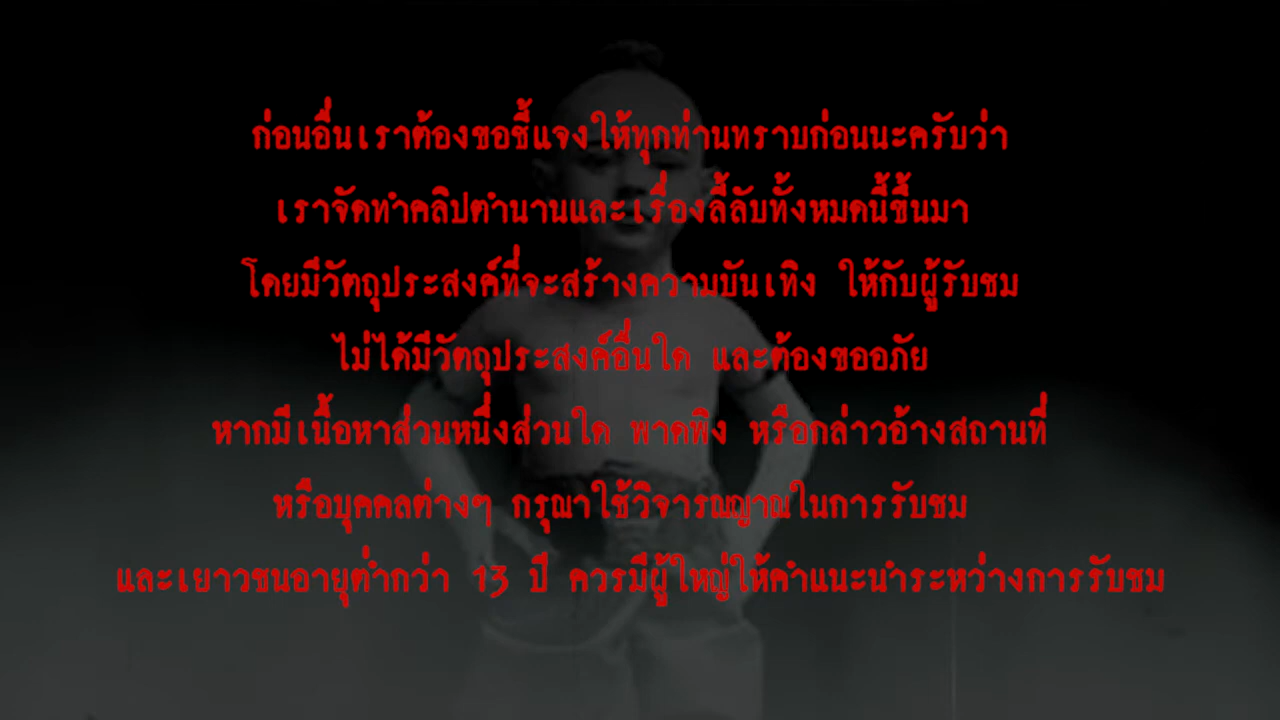 ก่อนอื่นเราต้องขอชี้แจงให้ทุกท่านทราบก่อนนะครับว่า
เราจัดทำคลิปตำนานและเรื่องลี้ลับทั้งหมดนี้ขึ้นมา
โดยมีวัตถุประสงค์ที่จะสร้างความบันเทิง ให้กับผู้รับชม
ไม่ได้มีวัตถุประสงค์อื่นใด และต้องขออภัย
หากมีเนื้อหาส่วนหนึ่งส่วนใด พาดพิง หรือกล่าวอ้างสถานที่
หรือบุคคลต่างๆ กรุณาใช้วิจารณญาณในการรับชม
และเยาวชนอายุต่ำกว่า 13 ปี ควรมีผู้ใหญ่ให้คำแนะนำระหว่างการรับชม